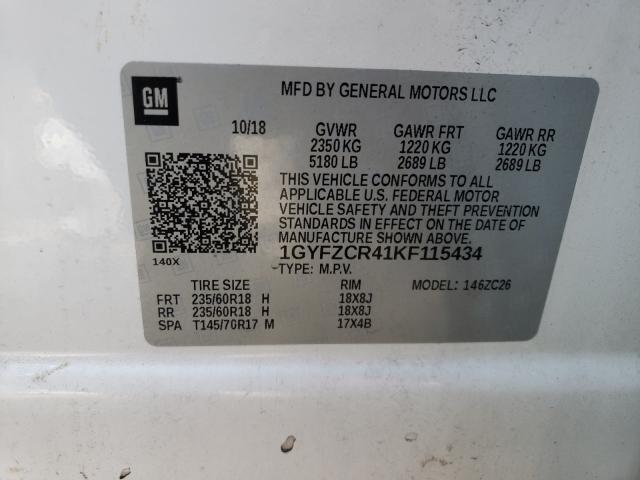 GM
MFD BY GENERAL MOTORS LLC
10/18 GVWR GAWR FRT GAWR RR
2350 KG 1220 KG 1220 KG
5180 LB 2689 LB 2689 LB
THIS VEHICLE CONFORMS TO ALL
APPLICABLE U.S. FEDERAL MOTOR
VEHICLE SAFETY AND THEFT PREVENTION
STANDARDS IN EFFECT ON THE DATE OF
MANUFACTURE SHOWN ABOVE.
140X 1GYFZCR41KF115434
TYPE: M.P.V. MODEL: 146ZC26
TIRE SIZE RIM
FRT 235/60R18 H 18X8J
RR 235/60R18 H 18X8J
SPA T145/70R17 M 17X4B